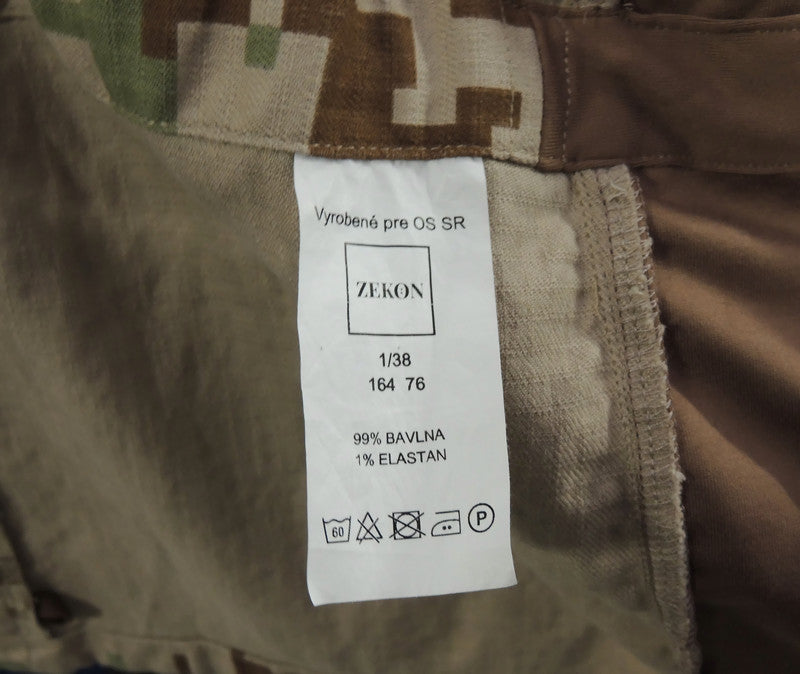 Vyrobené pre OS SR
ZEKON
1/38
164 76
99% BAVLNA
1% ELASTAN
60
P